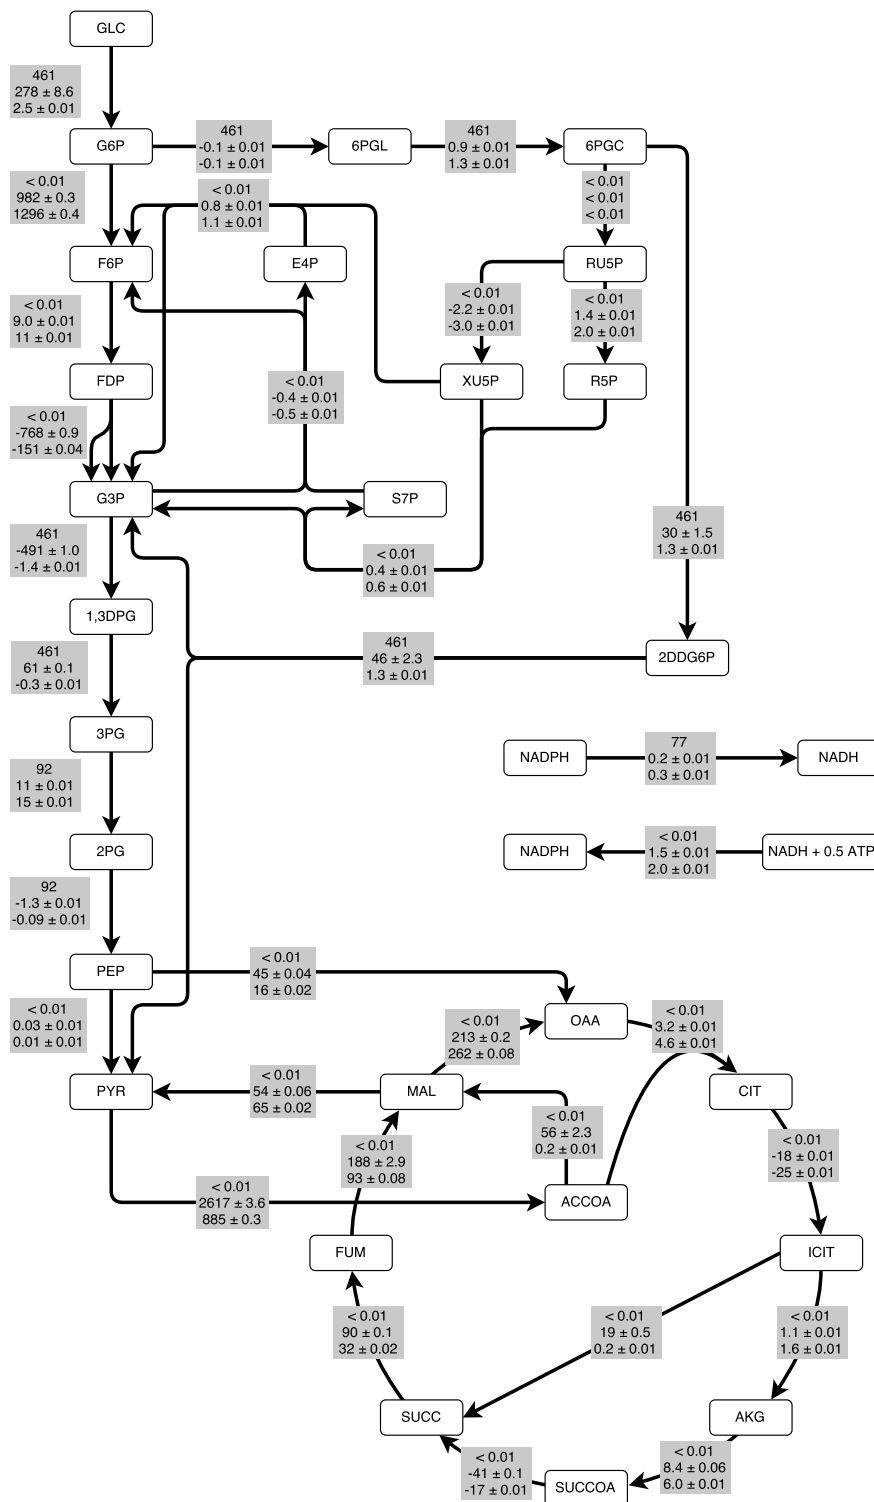 GLC
461
278 ± 8.6
2.5 ± 0.01
G6P
461
-0.1 ± 0.01
-0.1 ± 0.01
6PGL
461
0.9 ± 0.01
1.3 ± 0.01
6PGC
< 0.01
982 ± 0.3
1296 ± 0.4
< 0.01
0.8 ± 0.01
1.1 ± 0.01
< 0.01
< 0.01
< 0.01
F6P
E4P
RU5P
< 0.01
9.0 ± 0.01
11 ± 0.01
< 0.01
-2.2 ± 0.01
-3.0 ± 0.01
< 0.01
1.4 ± 0.01
2.0 ± 0.01
FDP
< 0.01
-0.4 ± 0.01
-0.5 ± 0.01
XU5P
R5P
< 0.01
-768 ± 0.9
-151 ± 0.04
G3P
S7P
461
-491 ± 1.0
-1.4 ± 0.01
< 0.01
0.4 ± 0.01
0.6 ± 0.01
461
30 ± 1.5
1.3 ± 0.01
1,3DPG
461
61 ± 0.1
-0.3 ± 0.01
461
46 ± 2.3
1.3 ± 0.01
2DDG6P
3PG
NADPH
77
0.2 ± 0.01
0.3 ± 0.01
NADH
92
11 ± 0.01
15 ± 0.01
2PG
NADPH
< 0.01
1.5 ± 0.01
2.0 ± 0.01
NADH + 0.5 ATP
92
-1.3 ± 0.01
-0.09 ± 0.01
PEP
< 0.01
45 ± 0.04
16 ± 0.02
< 0.01
0.03 ± 0.01
0.01 ± 0.01
< 0.01
213 ± 0.2
262 ± 0.08
OAA
< 0.01
3.2 ± 0.01
4.6 ± 0.01
PYR
< 0.01
54 ± 0.06
65 ± 0.02
MAL
CIT
< 0.01
56 ± 2.3
0.2 ± 0.01
< 0.01
188 ± 2.9
93 ± 0.08
< 0.01
-18 ± 0.01
-25 ± 0.01
< 0.01
2617 ± 3.6
885 ± 0.3
ACCOA
FUM
ICIT
< 0.01
90 ± 0.1
32 ± 0.02
< 0.01
19 ± 0.5
0.2 ± 0.01
< 0.01
1.1 ± 0.01
1.6 ± 0.01
SUCC
AKG
< 0.01
-41 ± 0.1
-17 ± 0.01
SUCCOA
< 0.01
8.4 ± 0.06
6.0 ± 0.01